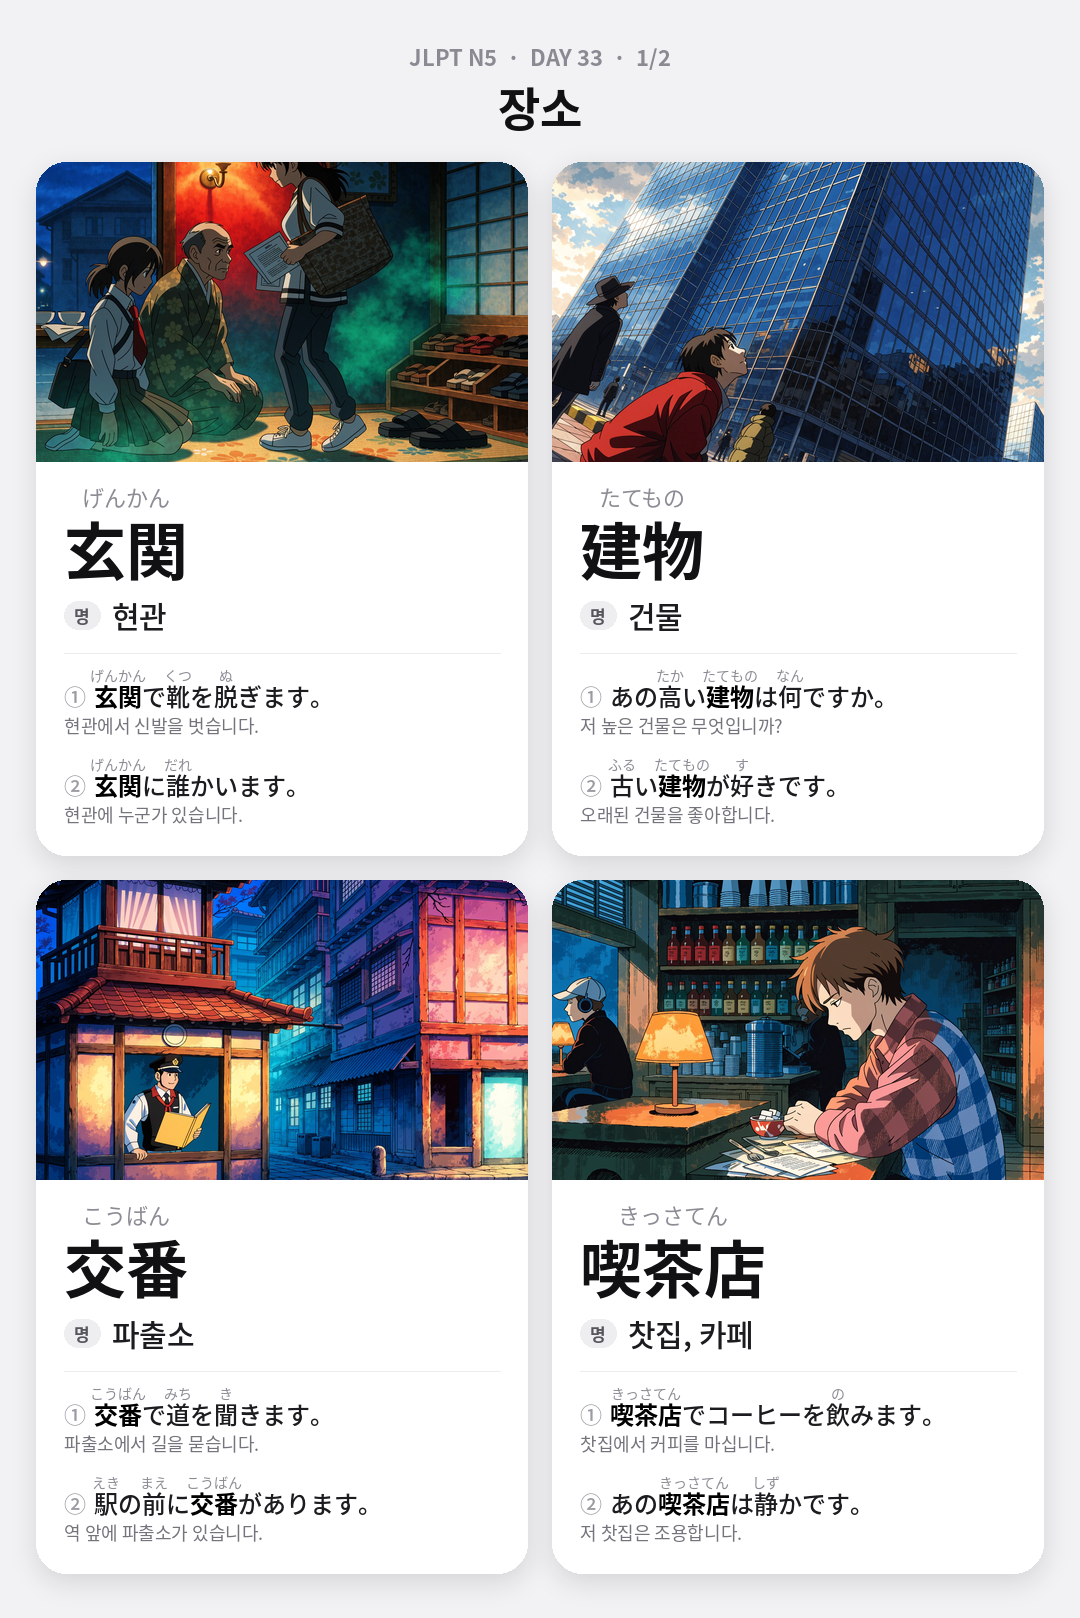 JLPT N5 · DAY 33 · 1/2
장소
げんかん
玄関
명 현관
げんかん くつ ぬ
① 玄関で靴を脱ぎます。
현관에서 신발을 벗습니다.
げんかん だれ
② 玄関に誰かいます。
현관에 누군가 있습니다.
たてもの
建物
명 건물
たか たてもの なん
① あの高い建物は何ですか。
저 높은 건물은 무엇입니까?
ふる たてもの す
② 古い建物が好きです。
오래된 건물을 좋아합니다.
こうばん
交番
명 파출소
こうばん みち き
① 交番で道を聞きます。
파출소에서 길을 묻습니다.
えき まえ こうばん
② 駅の前に交番があります。
역 앞에 파출소가 있습니다.
きっさてん
喫茶店
명 찻집, 카페
きっさてん の
① 喫茶店でコーヒーを飲みます。
찻집에서 커피를 마십니다.
きっさてん しず
② あの喫茶店は静かです。
저 찻집은 조용합니다.